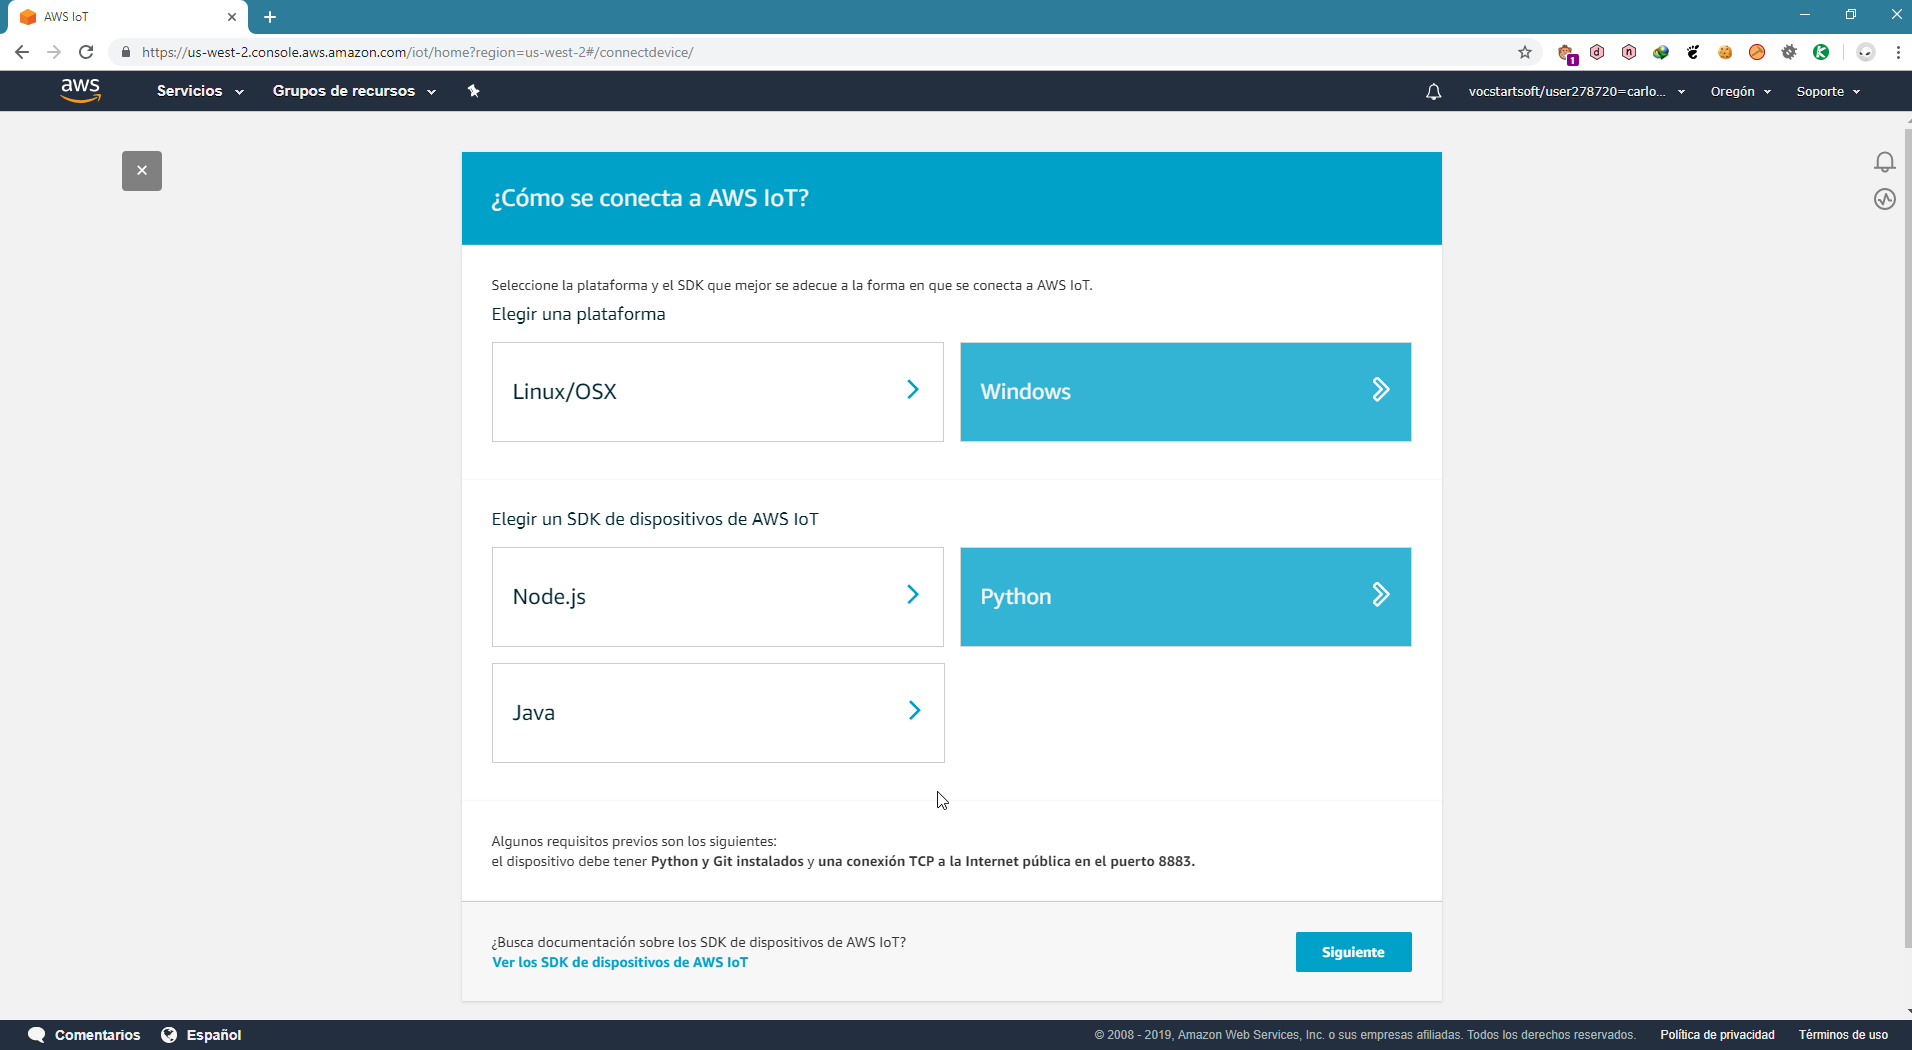 AWS IoT
https://us-west-2.console.aws.amazon.com/iot/home?region=us-west-2#/connectdevice/
1
aws
Servicios
Grupos de recursos
vocstartsoft/user278720=carlo...
Oregón
Soporte
¿Cómo se conecta a AWS IoT?
Seleccione la plataforma y el SDK que mejor se adecue a la forma en que se conecta a AWS IoT.
Elegir una plataforma
Linux/OSX
Windows
Elegir un SDK de dispositivos de AWS IoT
Node.js
Python
Java
Algunos requisitos previos son los siguientes:
el dispositivo debe tener Python y Git instalados y una conexión TCP a la Internet pública en el puerto 8883.
¿Busca documentación sobre los SDK de dispositivos de AWS IoT?
Ver los SDK de dispositivos de AWS IoT
Siguiente
Comentarios
Español
© 2008 - 2019, Amazon Web Services, Inc. o sus empresas afiliadas. Todos los derechos reservados.
Política de privacidad
Términos de uso